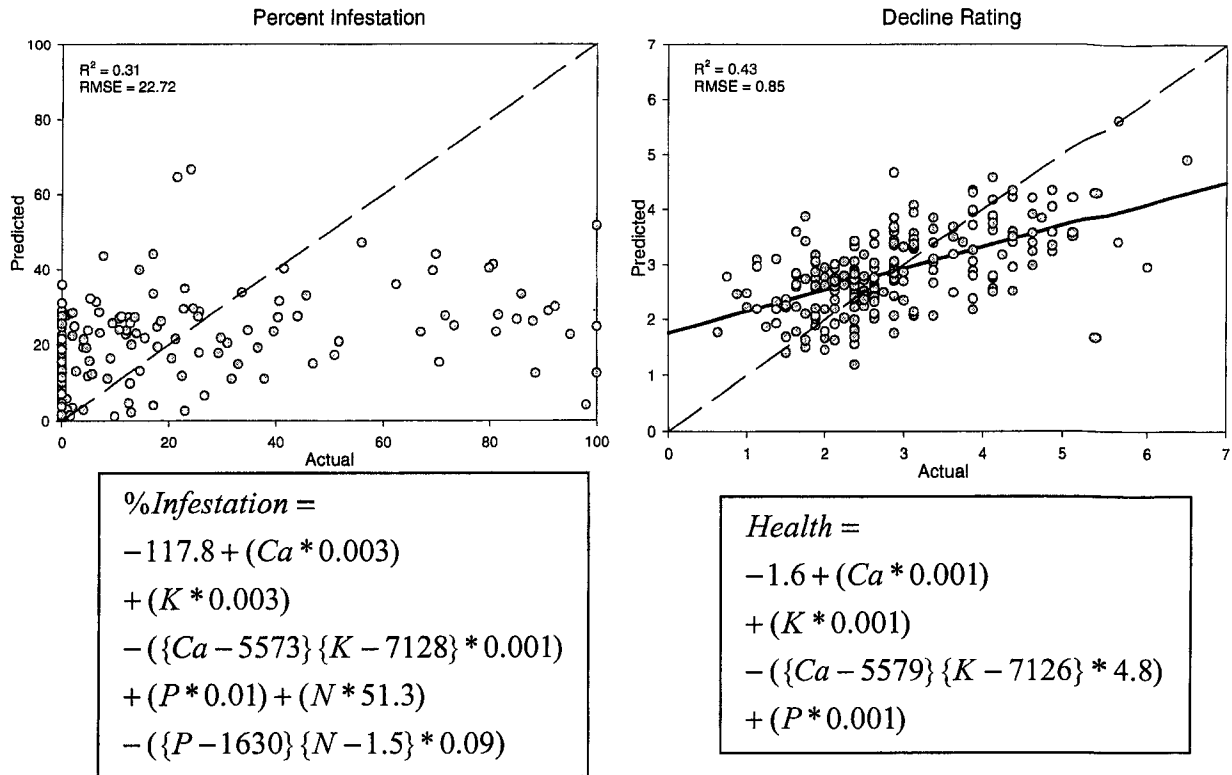 Percent Infestation
100
80
60
40
20
0
R² = 0.31
RMSE = 22.72
Predicted
0 20 40 60 80 100
Actual
%Infestation =
−117.8 + (Ca * 0.003)
+ (K * 0.003)
− ({Ca − 5573} {K − 7128} * 0.001)
+ (P * 0.01) + (N * 51.3)
− ({P − 1630} {N − 1.5} * 0.09)
Decline Rating
7
6
5
4
3
2
1
0
R² = 0.43
RMSE = 0.85
Predicted
0 1 2 3 4 5 6 7
Actual
Health =
−1.6 + (Ca * 0.001)
+ (K * 0.001)
− ({Ca − 5579} {K − 7126} * 4.8)
+ (P * 0.001)